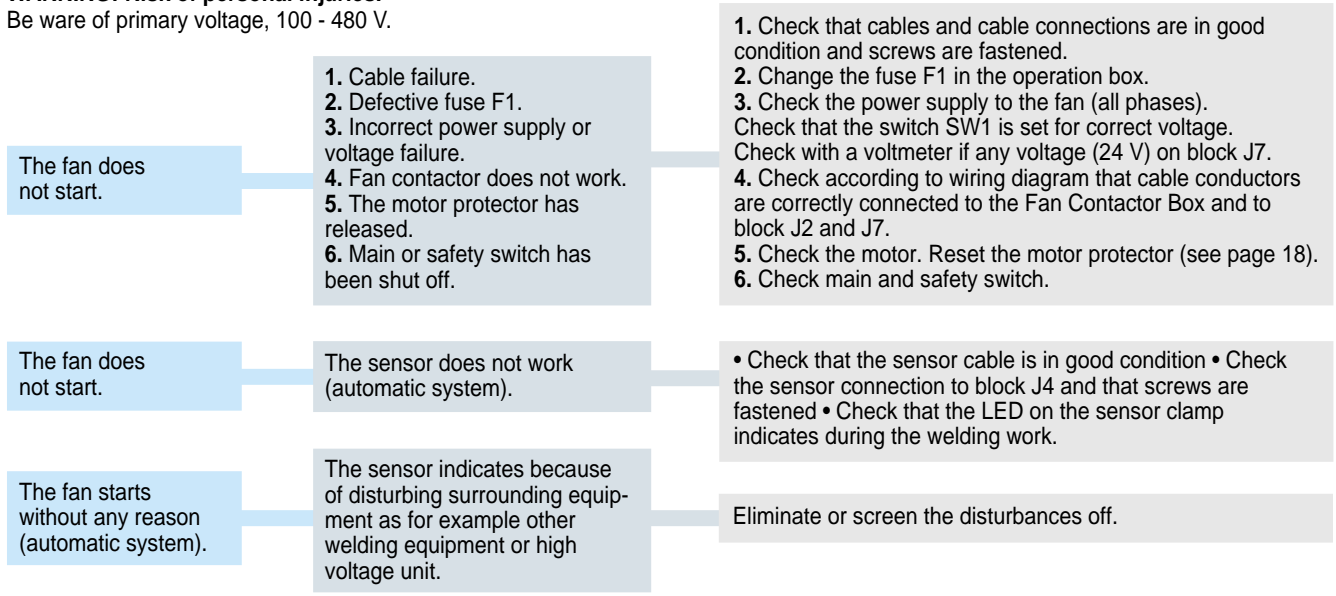 WARNING! Risk of personal injuries!
Be ware of primary voltage, 100 - 480 V.
The fan does
not start.
1. Cable failure.
2. Defective fuse F1.
3. Incorrect power supply or
voltage failure.
4. Fan contactor does not work.
5. The motor protector has
released.
6. Main or safety switch has
been shut off.
1. Check that cables and cable connections are in good
condition and screws are fastened.
2. Change the fuse F1 in the operation box.
3. Check the power supply to the fan (all phases).
Check that the switch SW1 is set for correct voltage.
Check with a voltmeter if any voltage (24 V) on block J7.
4. Check according to wiring diagram that cable conductors
are correctly connected to the Fan Contactor Box and to
block J2 and J7.
5. Check the motor. Reset the motor protector (see page 18).
6. Check main and safety switch.
The fan does
not start.
The sensor does not work
(automatic system).
• Check that the sensor cable is in good condition • Check
the sensor connection to block J4 and that screws are
fastened • Check that the LED on the sensor clamp
indicates during the welding work.
The fan starts
without any reason
(automatic system).
The sensor indicates because
of disturbing surrounding equip-
ment as for example other
welding equipment or high
voltage unit.
Eliminate or screen the disturbances off.